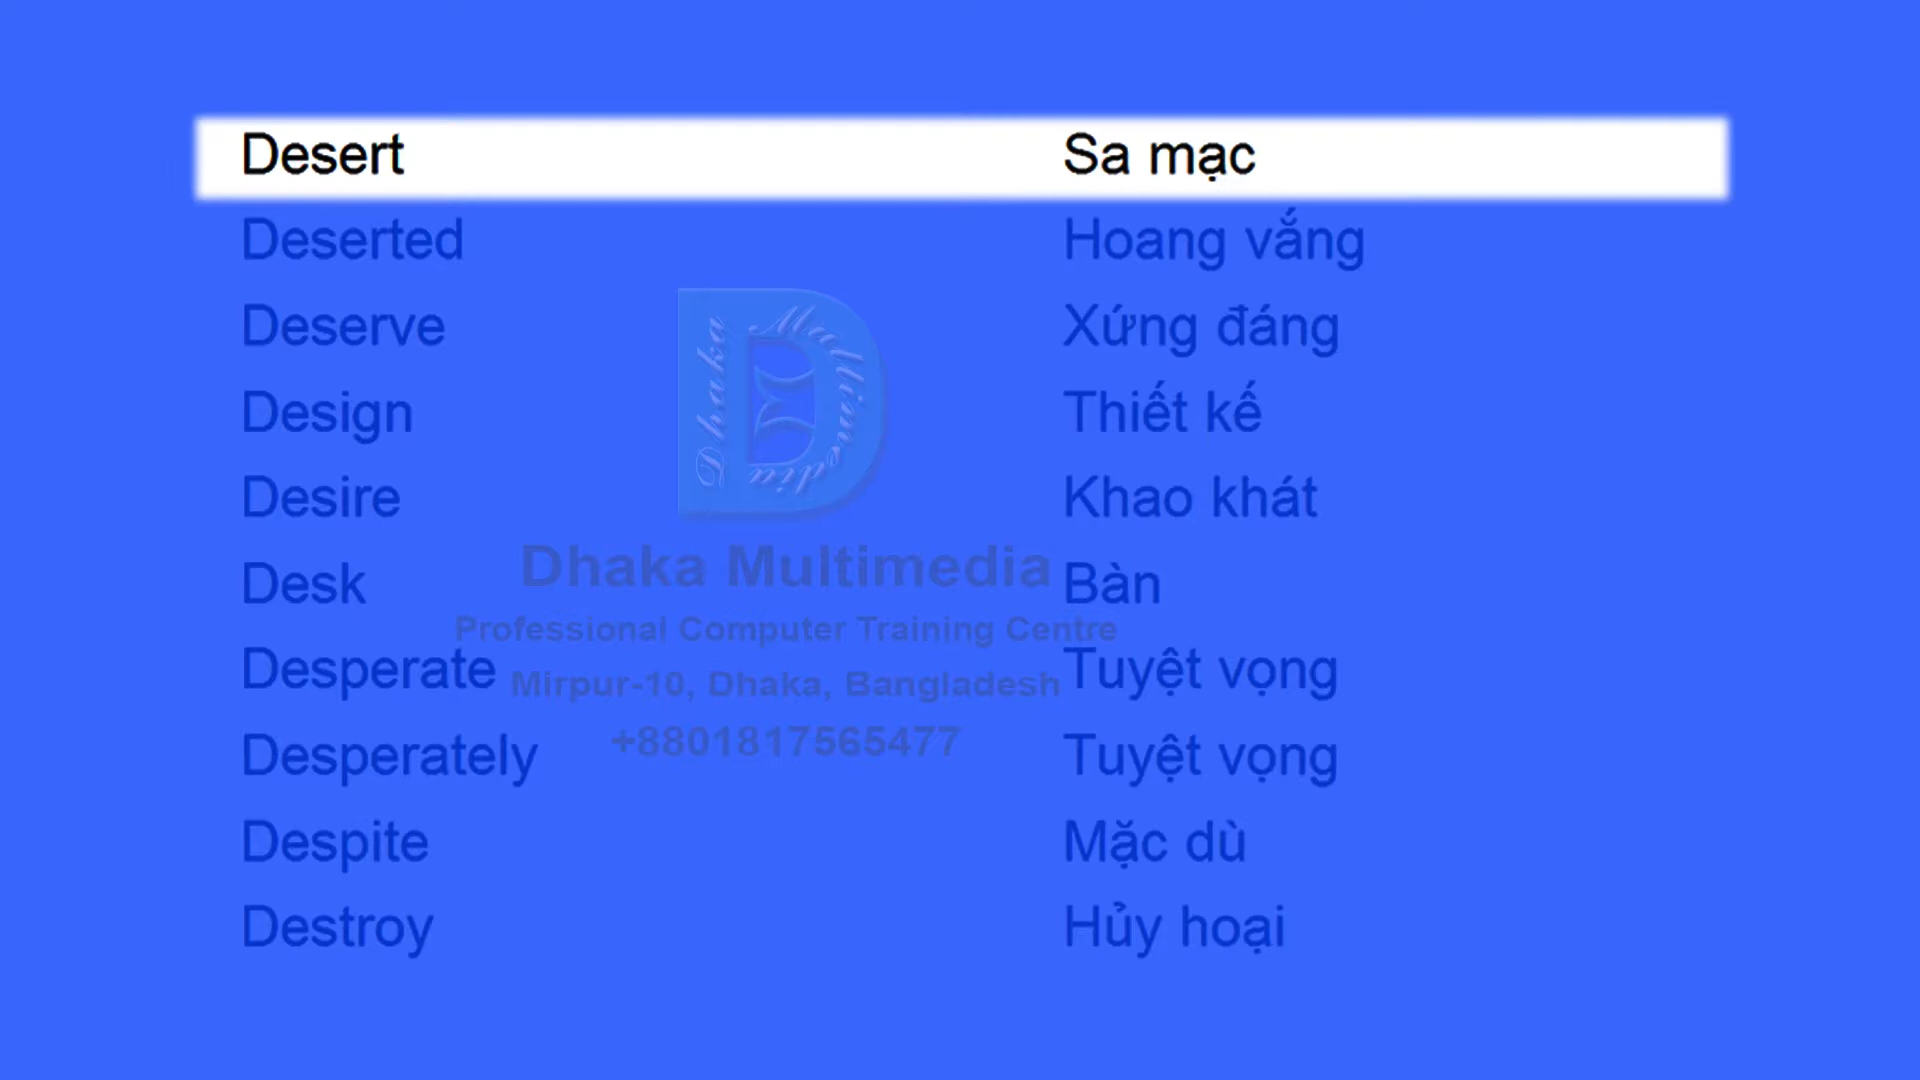 Desert Sa mạc
Deserted Hoang vắng
Deserve Xứng đáng
Design Thiết kế
Desire Khao khát
Desk Bàn
Desperate Tuyệt vọng
Desperately Tuyệt vọng
Despite Mặc dù
Destroy Hủy hoại
Dhaka Multimedia
Dhaka Multimedia
Professional Computer Training Centre
Mirpur-10, Dhaka, Bangladesh
+8801817565477